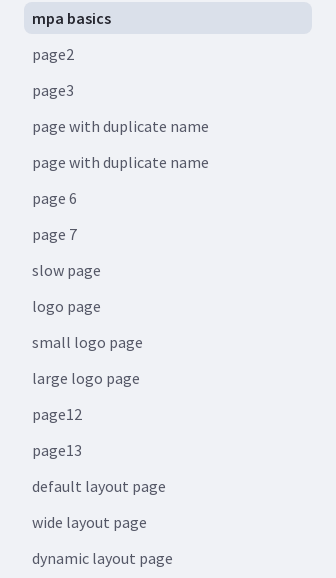 mpa basics
page2
page3
page with duplicate name
page with duplicate name
page 6
page 7
slow page
logo page
small logo page
large logo page
page12
page13
default layout page
wide layout page
dynamic layout page